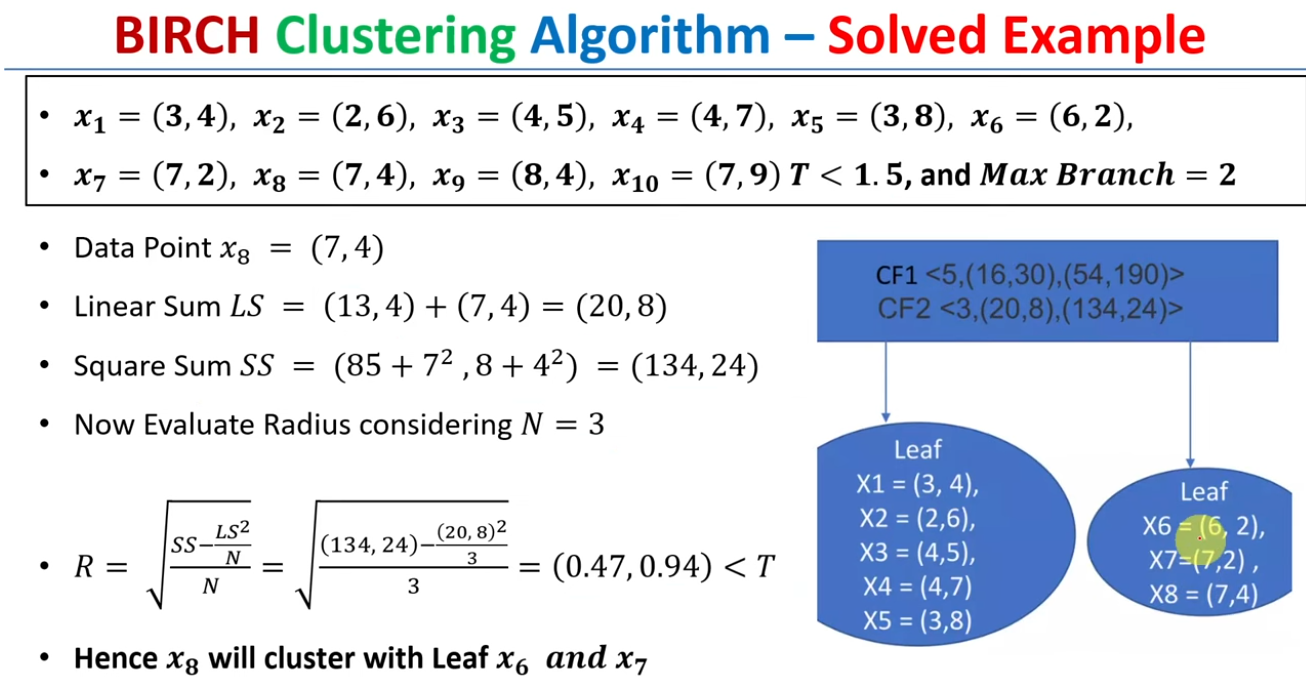 BIRCH Clustering Algorithm – Solved Example
• x₁ = (3, 4), x₂ = (2, 6), x₃ = (4, 5), x₄ = (4, 7), x₅ = (3, 8), x₆ = (6, 2),
• x₇ = (7, 2), x₈ = (7, 4), x₉ = (8, 4), x₁₀ = (7, 9) T < 1.5, and Max Branch = 2
• Data Point x₈ = (7, 4)
• Linear Sum LS = (13, 4) + (7, 4) = (20, 8)
• Square Sum SS = (85 + 7² , 8 + 4²) = (134, 24)
• Now Evaluate Radius considering N = 3
• R = √((SS−LS²/N)/N) = √(((134, 24)−(20, 8)²/3)/3) = (0.47, 0.94) < T
• Hence x₈ will cluster with Leaf x₆ and x₇
CF1 <5,(16,30),(54,190)>
CF2 <3,(20,8),(134,24)>
Leaf
X1 = (3, 4),
X2 = (2,6),
X3 = (4,5),
X4 = (4,7)
X5 = (3,8)
Leaf
X6 = (6, 2),
X7=(7,2) ,
X8 = (7,4)